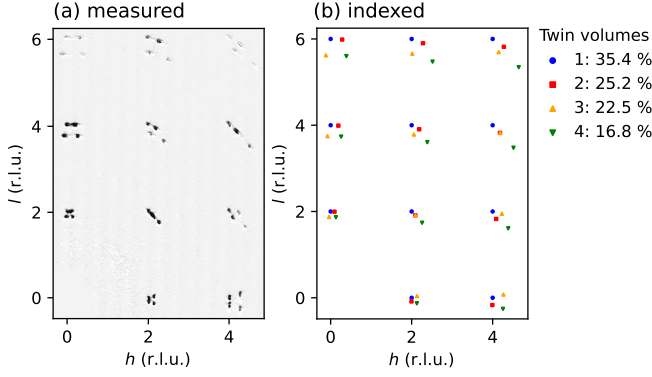 (a) measured
(b) indexed
Twin volumes
1: 35.4 %
2: 25.2 %
3: 22.5 %
4: 16.8 %
6
4
2
0
l (r.l.u.)
0
2
4
h (r.l.u.)
6
4
2
0
l (r.l.u.)
0
2
4
h (r.l.u.)